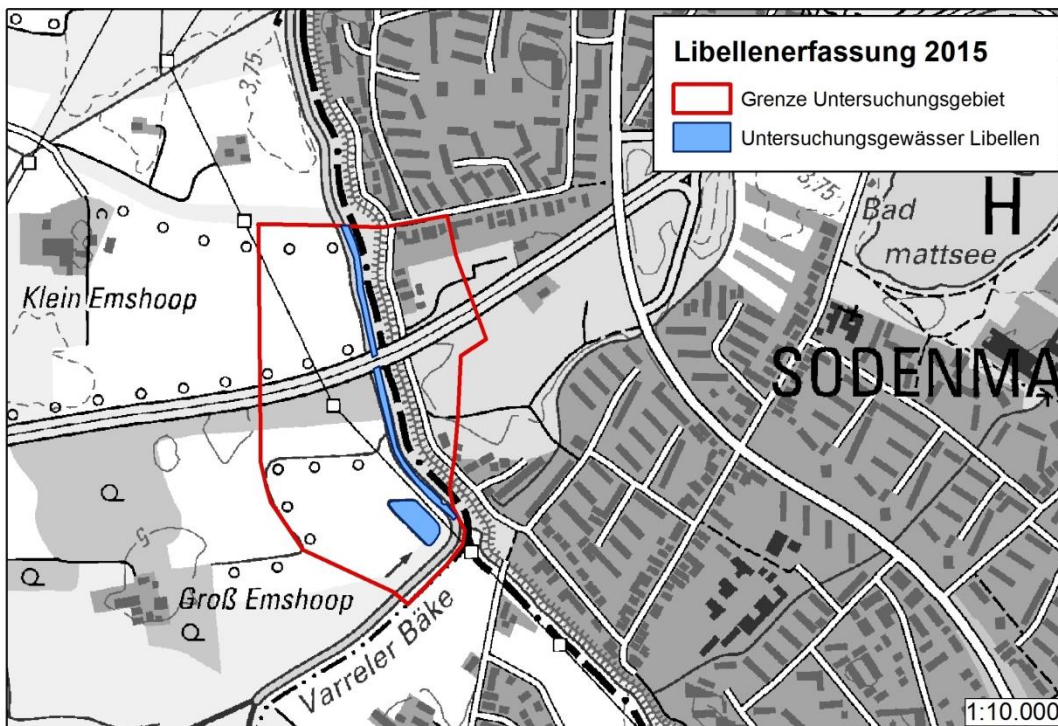 Libellenerfassung 2015
Grenze Untersuchungsgebiet
Untersuchungsgewässer Libellen
3,75
3,75
H
Bad
mattsee
Klein Emshoop
SODENMA
5
Groß Emshoop
Varreler Bäke
1:10.000